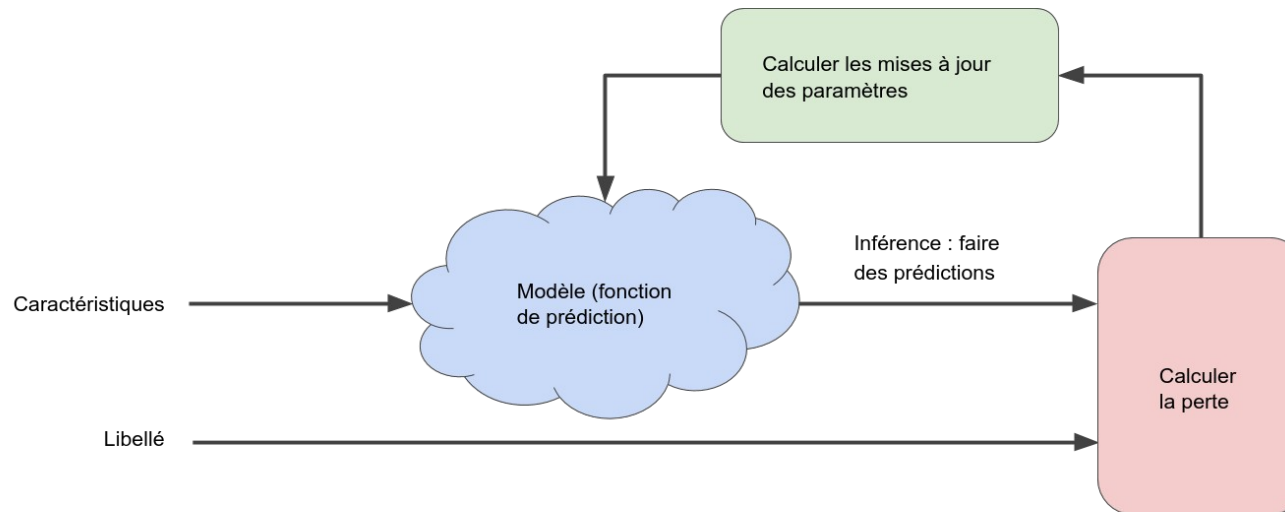 Calculer les mises à jour
des paramètres
Inférence : faire
des prédictions
Modèle (fonction
de prédiction)
Caractéristiques
Calculer
la perte
Libellé